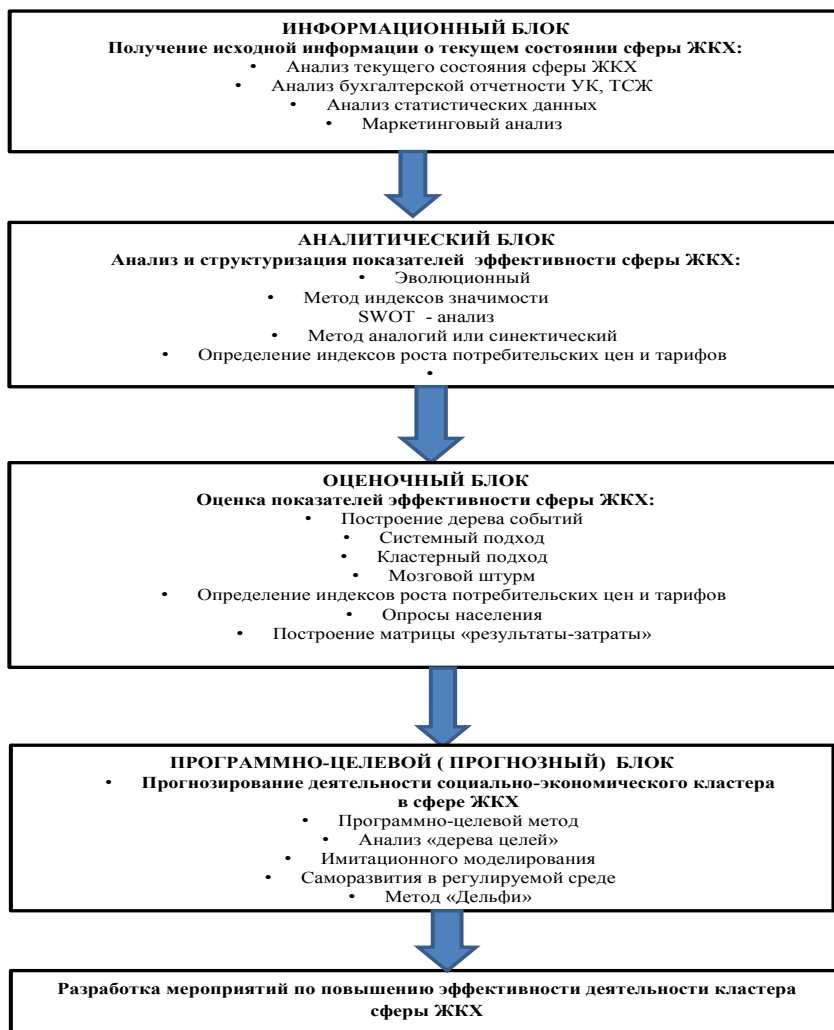 ИНФОРМАЦИОННЫЙ БЛОК
Получение исходной информации о текущем состоянии сферы ЖКХ:
• Анализ текущего состояния сферы ЖКХ
• Анализ бухгалтерской отчетности УК, ТСЖ
• Анализ статистических данных
• Маркетинговый анализ
АНАЛИТИЧЕСКИЙ БЛОК
Анализ и структуризация показателей эффективности сферы ЖКХ:
• Эволюционный
• Метод индексов значимости
SWOT - анализ
• Метод аналогий или синектический
• Определение индексов роста потребительских цен и тарифов
•
ОЦЕНОЧНЫЙ БЛОК
Оценка показателей эффективности сферы ЖКХ:
• Построение дерева событий
• Системный подход
• Кластерный подход
• Мозговой штурм
• Определение индексов роста потребительских цен и тарифов
• Опросы населения
• Построение матрицы «результаты-затраты»
ПРОГРАММНО-ЦЕЛЕВОЙ ( ПРОГНОЗНЫЙ) БЛОК
• Прогнозирование деятельности социально-экономического кластера
в сфере ЖКХ
• Программно-целевой метод
• Анализ «дерева целей»
• Имитационного моделирования
• Саморазвития в регулируемой среде
• Метод «Дельфи»
Разработка мероприятий по повышению эффективности деятельности кластера
сферы ЖКХ